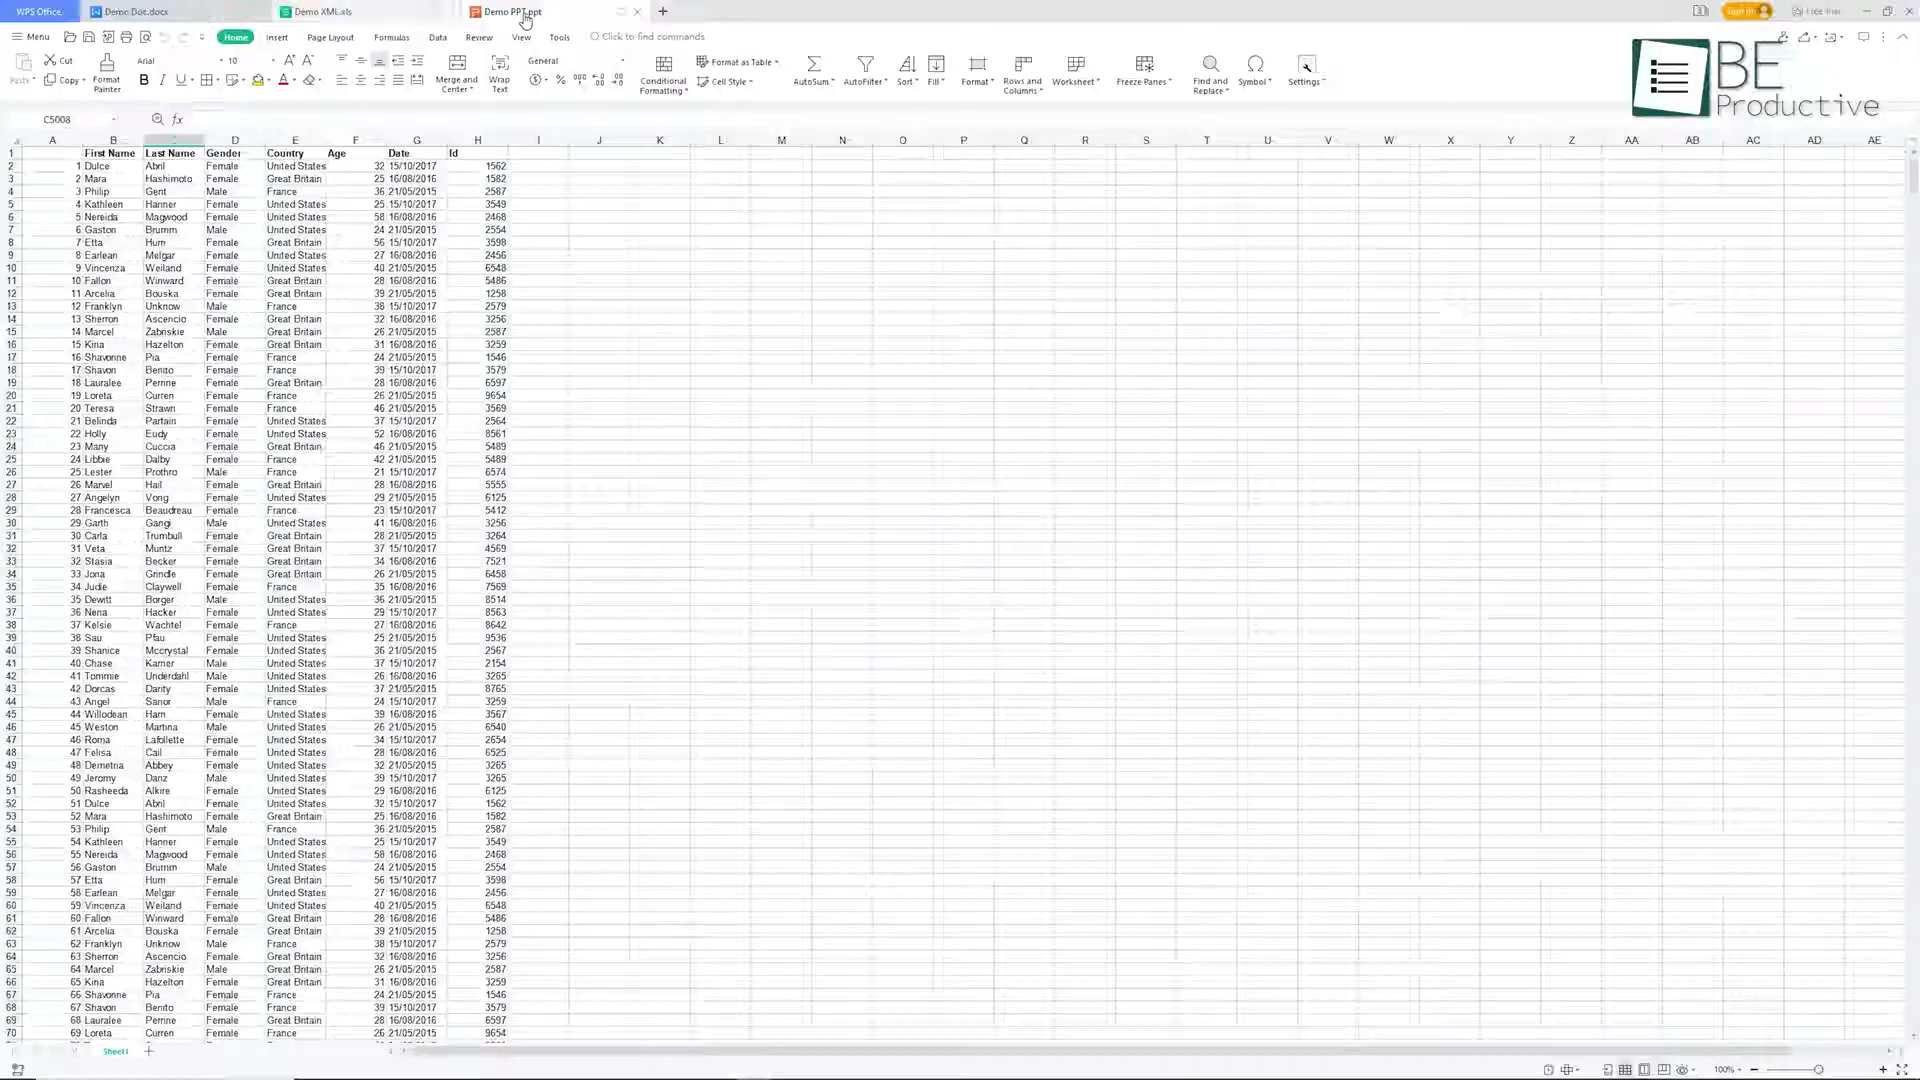 WPS Office
Demo Doc.docx
Demo XML.xls
Demo PPT.ppt
Menu
Home
Insert
Page Layout
Formulas
Data
Review
View
Tools
Click to find commands
Cut
Copy
Format Painter
Arial
10
Merge and Center
Wrap Text
General
Conditional Formatting
Format as Table
Cell Style
AutoSum
AutoFilter
Sort
Fill
Format
Rows and Columns
Worksheet
Freeze Panes
Find and Replace
Symbol
Settings
BE
Productive
C5008
fx
A B D E F G H I J K L M N O P Q R S T U V W X Y Z AA AB AC AD AE
1 First Name Last Name Gender Country Age Date Id
2 1 Dulce Abril Female United States 32 15/10/2017 1562
3 2 Mara Hashimoto Female Great Britain 25 16/08/2016 1582
4 3 Philip Gent Male France 36 21/05/2015 2587
5 4 Kathleen Hanner Female United States 25 15/10/2017 3549
6 5 Nereida Magwood Female United States 58 16/08/2016 2468
7 6 Gaston Brumm Male United States 24 21/05/2015 2554
8 7 Etta Hurn Female Great Britain 56 15/10/2017 3598
9 8 Earlean Melgar Female United States 27 16/08/2016 2456
10 9 Vincenza Weiland Female United States 40 21/05/2015 6548
11 10 Fallon Winward Female Great Britain 28 16/08/2016 5486
12 11 Arcelia Bouska Female Great Britain 39 21/05/2015 1258
13 12 Franklyn Unknow Male France 38 15/10/2017 2579
14 13 Sherron Ascencio Female Great Britain 32 16/08/2016 3256
15 14 Marcel Zabriskie Male Great Britain 26 21/05/2015 2587
16 15 Kina Hazelton Female Great Britain 31 16/08/2016 3259
17 16 Shavonne Pia Female France 24 21/05/2015 1546
18 17 Shavon Benito Female France 39 15/10/2017 3579
19 18 Lauralee Perrine Female Great Britain 28 16/08/2016 6597
20 19 Loreta Curren Female France 26 21/05/2015 9654
21 20 Teresa Strawn Female France 46 21/05/2015 3569
22 21 Belinda Partain Female United States 37 15/10/2017 2564
23 22 Holly Eudy Female United States 52 16/08/2016 8561
24 23 Many Cuccia Female Great Britain 46 21/05/2015 5489
25 24 Libbie Dalby Female France 42 21/05/2015 5489
26 25 Lester Prothro Male France 21 15/10/2017 6574
27 26 Marvel Hail Female Great Britain 28 16/08/2016 5555
28 27 Angelyn Vong Female United States 29 21/05/2015 6125
29 28 Francesca Beaudreau Female France 23 15/10/2017 5412
30 29 Garth Gangi Male United States 41 16/08/2016 3256
31 30 Carla Trumbull Female Great Britain 28 21/05/2015 3264
32 31 Veta Muntz Female Great Britain 37 15/10/2017 4569
33 32 Stasia Becker Female Great Britain 34 16/08/2016 7521
34 33 Jona Grindle Female Great Britain 26 21/05/2015 6458
35 34 Judie Claywell Female France 35 16/08/2016 7569
36 35 Dewitt Borger Male United States 36 21/05/2015 8514
37 36 Nena Hacker Female United States 29 15/10/2017 8563
38 37 Kelsie Wachtel Female France 27 16/08/2016 8642
39 38 Sau Pfau Female United States 25 21/05/2015 9536
40 39 Shanice Mccrystal Female United States 36 21/05/2015 2567
41 40 Chase Karner Male United States 37 15/10/2017 2154
42 41 Tommie Underdahl Male United States 26 16/08/2016 3265
43 42 Dorcas Darity Female United States 37 21/05/2015 8765
44 43 Angel Sanor Male France 24 15/10/2017 3259
45 44 Willodean Harn Female United States 39 16/08/2016 3567
46 45 Weston Martina Male United States 26 21/05/2015 6540
47 46 Roma Lafollette Female United States 34 15/10/2017 2654
48 47 Felisa Cail Female United States 28 16/08/2016 6525
49 48 Demetria Abbey Female United States 32 21/05/2015 3265
50 49 Jeromy Danz Male United States 39 15/10/2017 3265
51 50 Rasheeda Alkire Female United States 29 16/08/2016 6125
52 51 Dulce Abril Female United States 32 15/10/2017 1562
53 52 Mara Hashimoto Female Great Britain 25 16/08/2016 1582
54 53 Philip Gent Male France 36 21/05/2015 2587
55 54 Kathleen Hanner Female United States 25 15/10/2017 3549
56 55 Nereida Magwood Female United States 58 16/08/2016 2468
57 56 Gaston Brumm Male United States 24 21/05/2015 2554
58 57 Etta Hurn Female Great Britain 56 15/10/2017 3598
59 58 Earlean Melgar Female United States 27 16/08/2016 2456
60 59 Vincenza Weiland Female United States 40 21/05/2015 6548
61 60 Fallon Winward Female Great Britain 28 16/08/2016 5486
62 61 Arcelia Bouska Female Great Britain 39 21/05/2015 1258
63 62 Franklyn Unknow Male France 38 15/10/2017 2579
64 63 Sherron Ascencio Female Great Britain 32 16/08/2016 3256
65 64 Marcel Zabriskie Male Great Britain 26 21/05/2015 2587
66 65 Kina Hazelton Female Great Britain 31 16/08/2016 3259
67 66 Shavonne Pia Female France 24 21/05/2015 1546
68 67 Shavon Benito Female France 39 15/10/2017 3579
69 68 Lauralee Perrine Female Great Britain 28 16/08/2016 6597
70 69 Loreta Curren Female France 26 21/05/2015 9654
Sheet1
100%